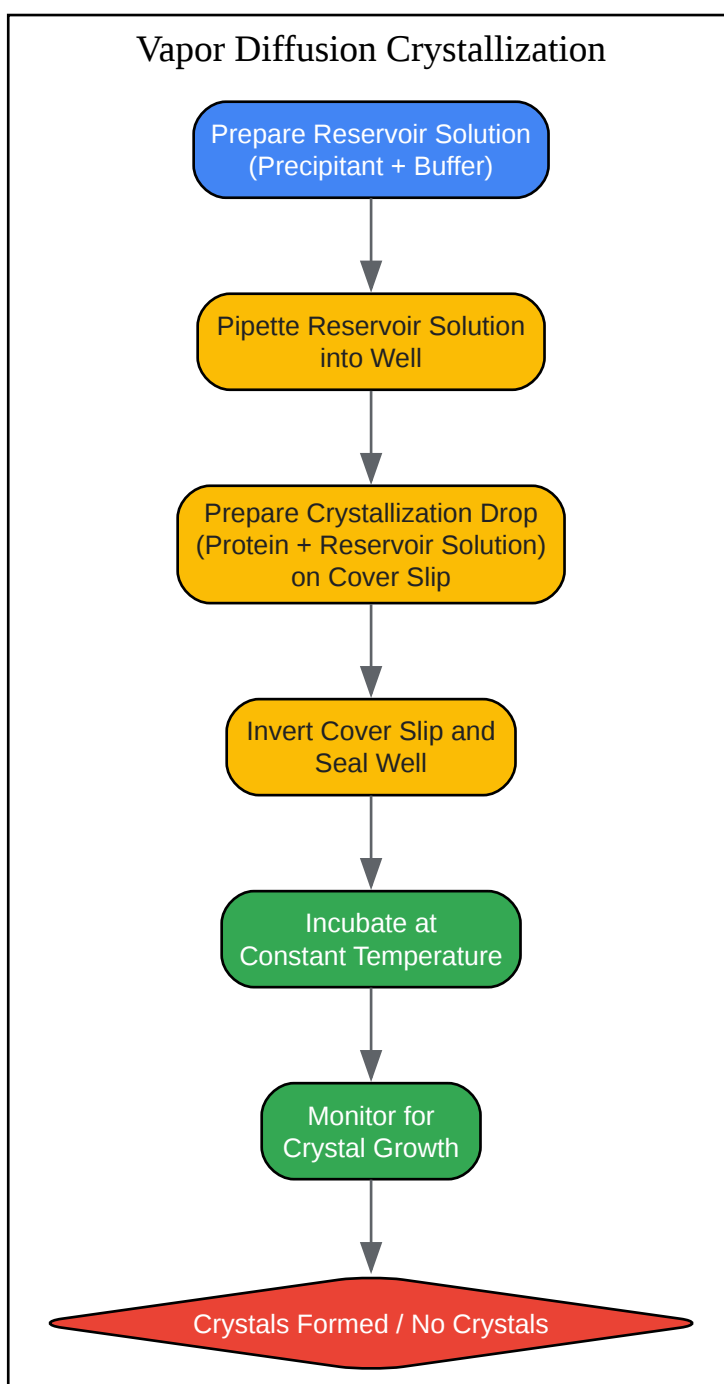 Vapor Diffusion Crystallization
Prepare Reservoir Solution
(Precipitant + Buffer)
Pipette Reservoir Solution
into Well
Prepare Crystallization Drop
(Protein + Reservoir Solution)
on Cover Slip
Invert Cover Slip and
Seal Well
Incubate at
Constant Temperature
Monitor for
Crystal Growth
Crystals Formed / No Crystals